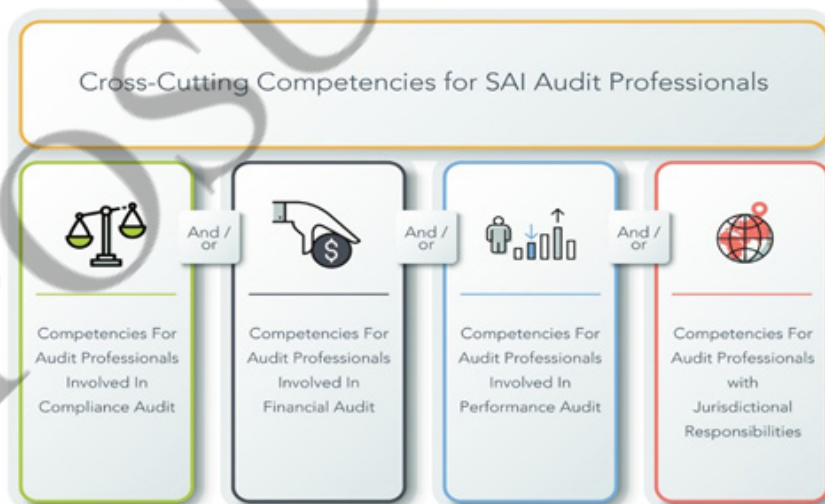 Cross-Cutting Competencies for SAI Audit Professionals
And /
or
And /
or
And /
or
$
Competencies For
Audit Professionals
Involved In
Compliance Audit
Competencies For
Audit Professionals
Involved In
Financial Audit
Competencies For
Audit Professionals
Involved In
Performance Audit
Competencies For
Audit Professionals
with
Jurisdictional
Responsibilities